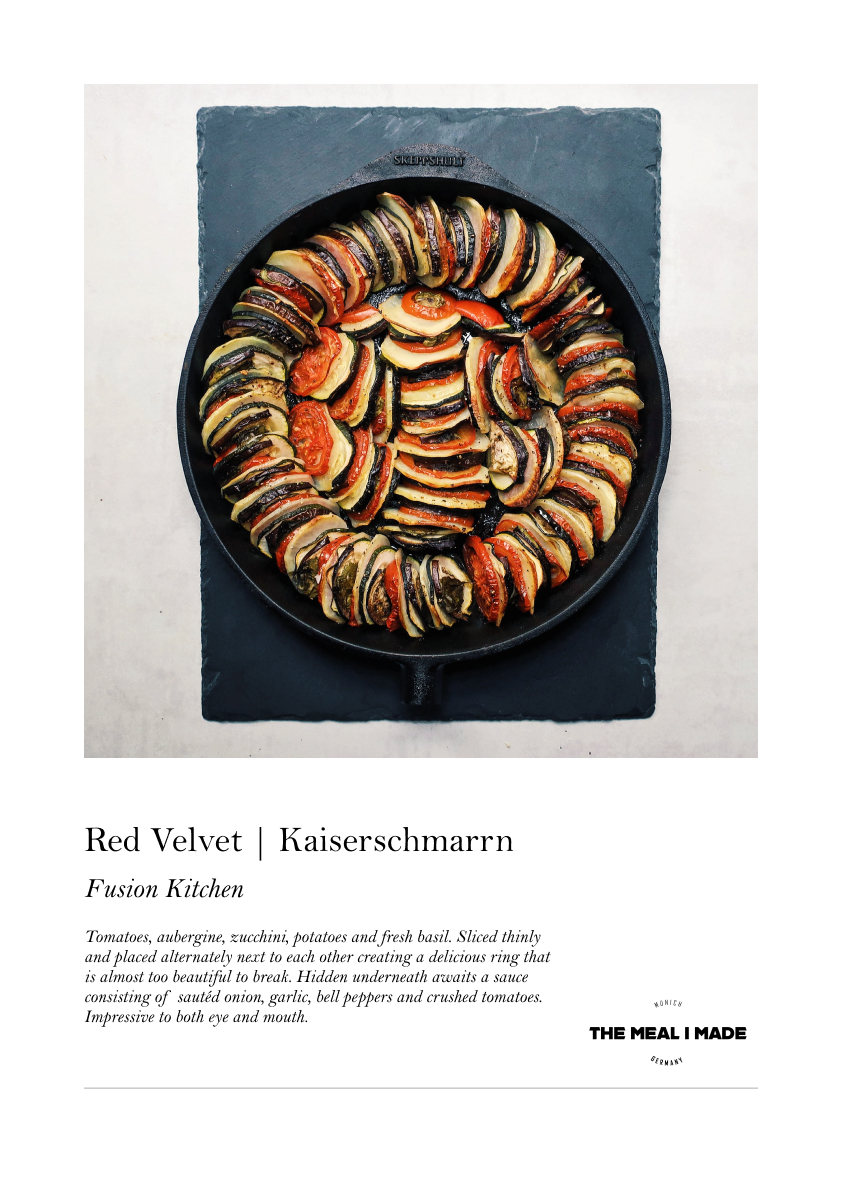 SKEPPSHULT
Red Velvet | Kaiserschmarrn
Fusion Kitchen
Tomatoes, aubergine, zucchini, potatoes and fresh basil. Sliced thinly
and placed alternately next to each other creating a delicious ring that
is almost too beautiful to break. Hidden underneath awaits a sauce
consisting of  sautéd onion, garlic, bell peppers and crushed tomatoes.
Impressive to both eye and mouth.
MONICH
THE MEAL I MADE
GERMANY